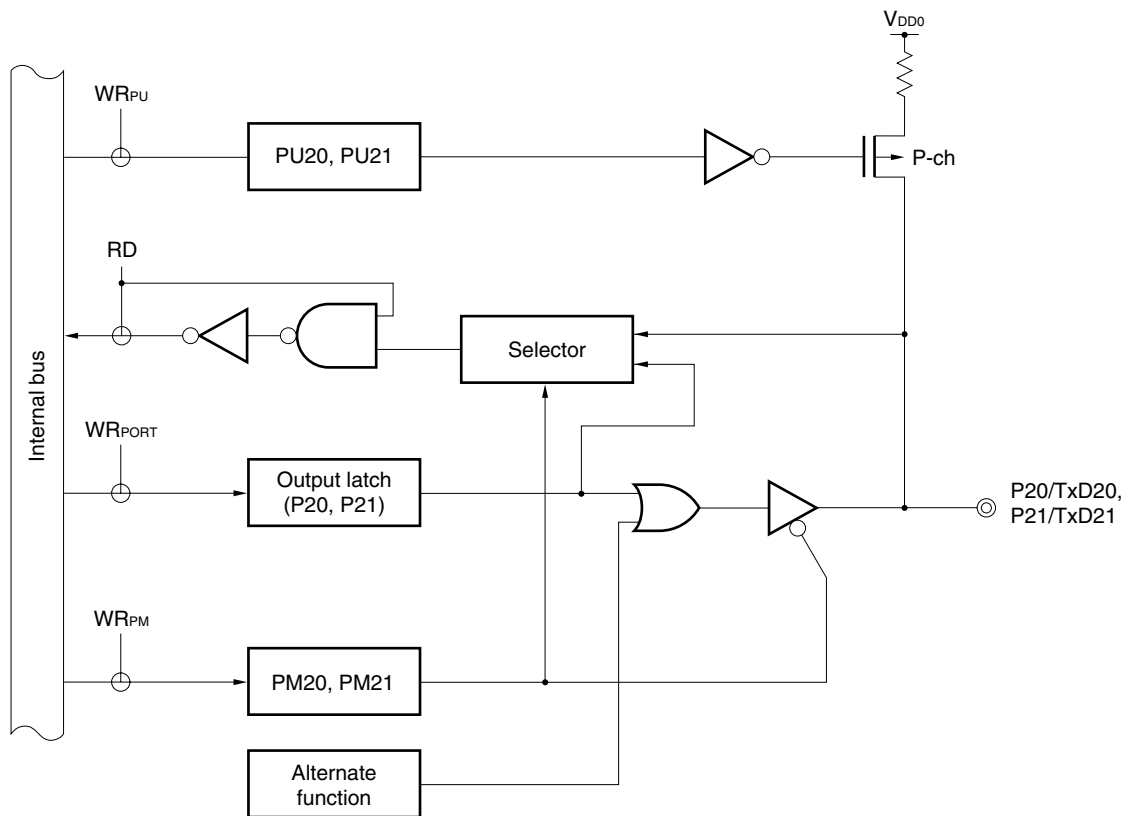 VDD0
WRPU
PU20, PU21
P-ch
RD
Selector
Internal bus
WRPORT
Output latch
(P20, P21)
P20/TxD20,
P21/TxD21
WRPM
PM20, PM21
Alternate
function